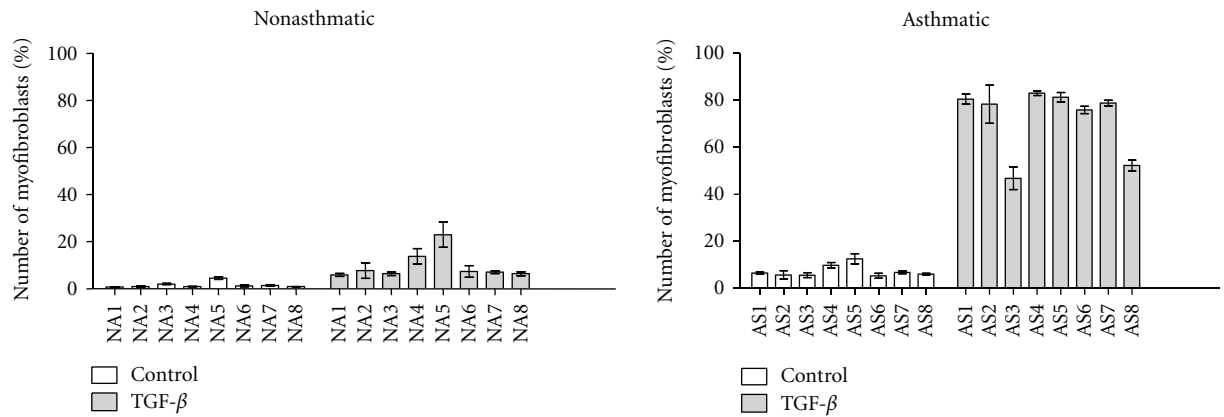 Nonasthmatic
Number of myofibroblasts (%)
100
80
60
40
20
0
NA1 NA2 NA3 NA4 NA5 NA6 NA7 NA8 NA1 NA2 NA3 NA4 NA5 NA6 NA7 NA8
Control
TGF-β
Asthmatic
Number of myofibroblasts (%)
100
80
60
40
20
0
AS1 AS2 AS3 AS4 AS5 AS6 AS7 AS8 AS1 AS2 AS3 AS4 AS5 AS6 AS7 AS8
Control
TGF-β